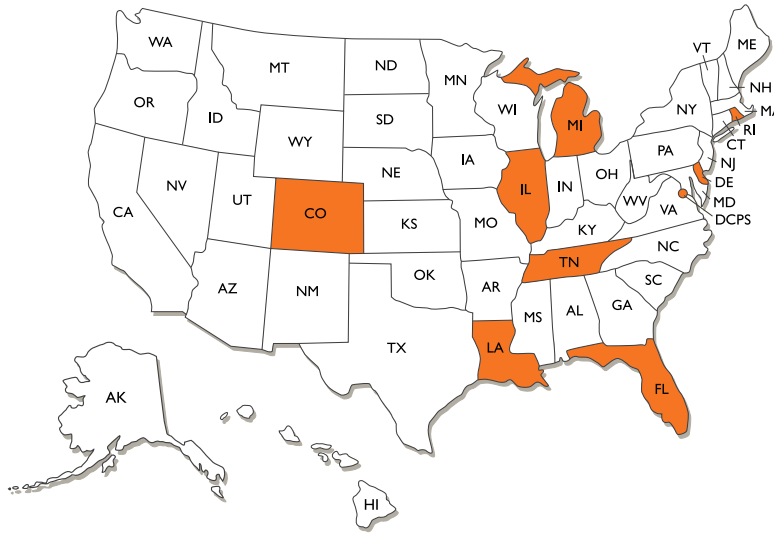 WA
MT
ND
MN
VT
ME
OR
ID
SD
WI
MI
NY
NH
MA
WY
RI
CT
IA
PA
NJ
NE
NV
UT
IL
IN
OH
DE
CA
CO
WV
MD
KS
MO
KY
VA
DCPS
NC
TN
AZ
NM
OK
AR
SC
MS
AL
GA
TX
LA
FL
AK
HI